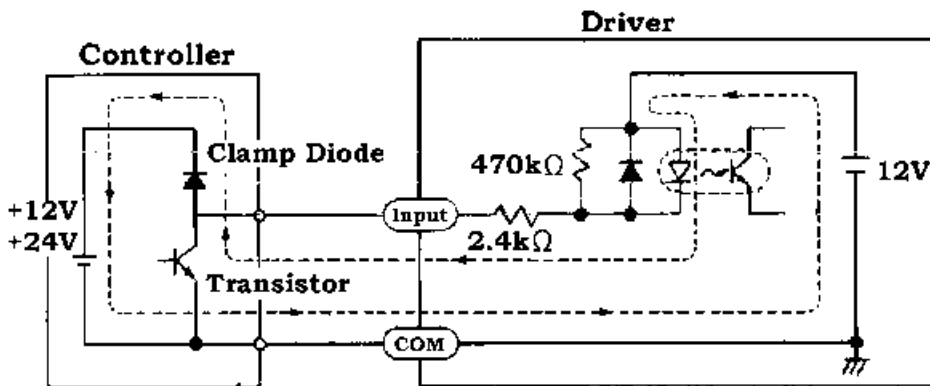 Driver
Controller
Clamp Diode
470kΩ
12V
+12V
+24V
Input
2.4kΩ
Transistor
COM